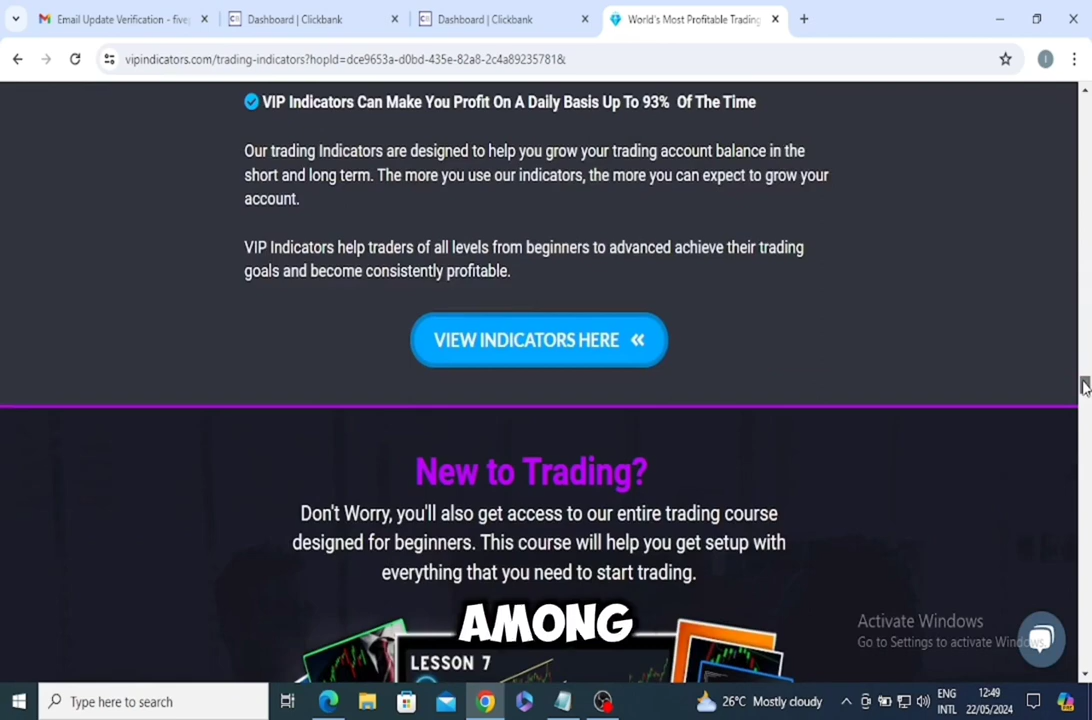 Email Update Verification - five
Dashboard | Clickbank
Dashboard | Clickbank
World's Most Profitable Trading
vipindicators.com/trading-indicators?hopId=dce9653a-d0bd-435e-82a8-2c4a89235781&
VIP Indicators Can Make You Profit On A Daily Basis Up To 93% Of The Time
Our trading Indicators are designed to help you grow your trading account balance in the
short and long term. The more you use our indicators, the more you can expect to grow your
account.
VIP Indicators help traders of all levels from beginners to advanced achieve their trading
goals and become consistently profitable.
VIEW INDICATORS HERE «
New to Trading?
Don't Worry, you'll also get access to our entire trading course
designed for beginners. This course will help you get setup with
everything that you need to start trading.
AMONG
LESSON 7
Activate Windows
Go to Settings to activate Windows.
Type here to search
26°C Mostly cloudy
ENG
INTL
12:49
22/05/2024